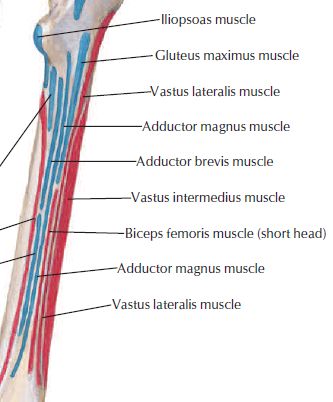 Iliopsoas muscle
Gluteus maximus muscle
Vastus lateralis muscle
Adductor magnus muscle
Adductor brevis muscle
Vastus intermedius muscle
Biceps femoris muscle (short head)
Adductor magnus muscle
Vastus lateralis muscle